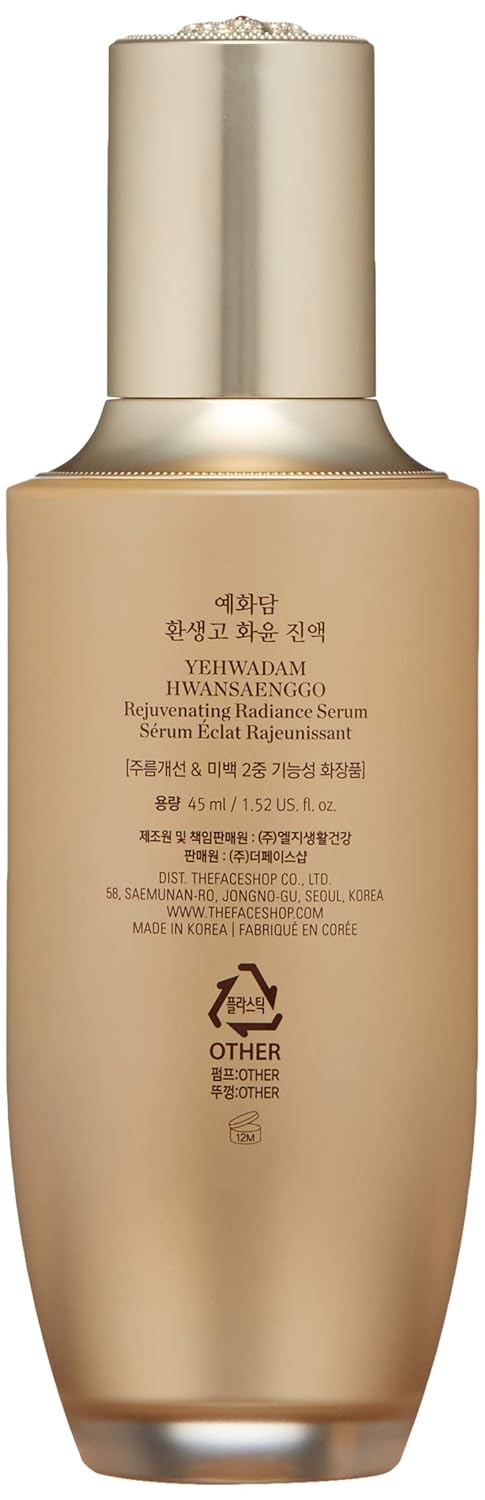 예화담
환생고 화윤 진액
YEHWADAM
HWANSAENGGO
Rejuvenating Radiance Serum
Sérum Éclat Rajeunissant
[주름개선 & 미백 2중 기능성 화장품]
용량 45 ml / 1.52 US. fl. oz.
제조원 및 책임판매원 : (주)엘지생활건강
판매원 : (주)더페이스샵
DIST. THEFACESHOP CO., LTD.
58, SAEMUNAN-RO, JONGNO-GU, SEOUL, KOREA
WWW.THEFACESHOP.COM
MADE IN KOREA | FABRIQUÉ EN CORÉE
플라스틱
OTHER
펌프:OTHER
뚜껑:OTHER
12M